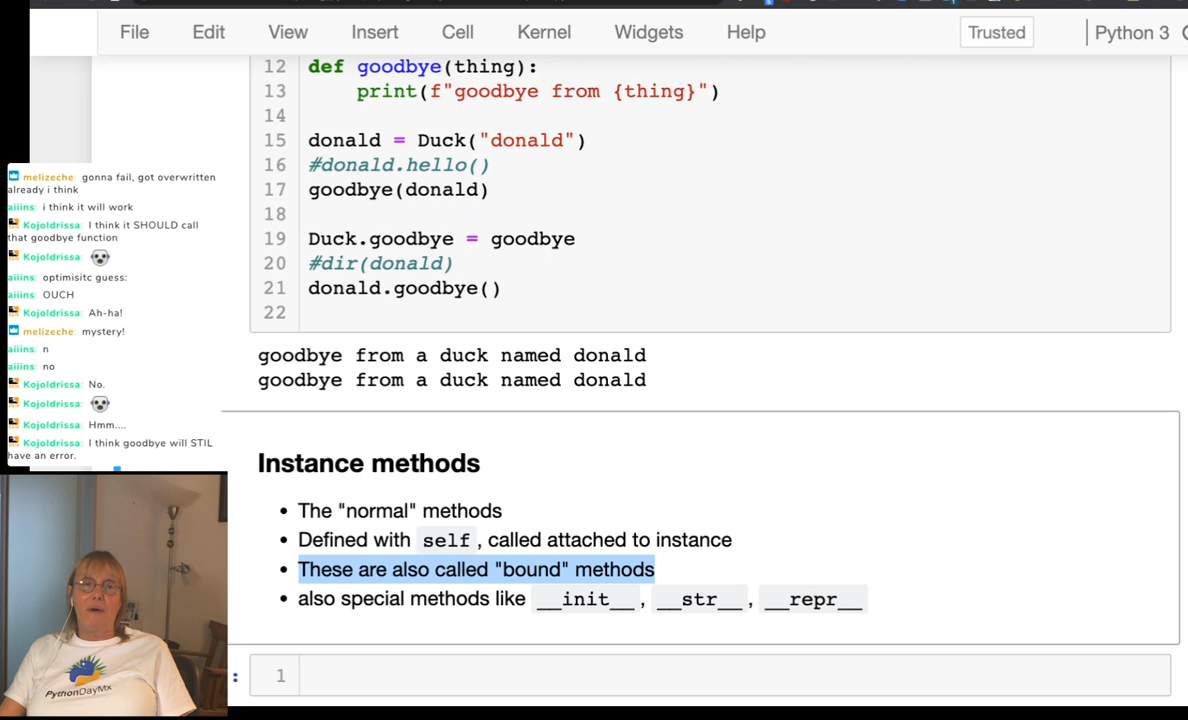 File Edit View Insert Cell Kernel Widgets Help Trusted Python 3
12 def goodbye(thing):
13 print(f"goodbye from {thing}")
14
15 donald = Duck("donald")
16 #donald.hello()
17 goodbye(donald)
18
19 Duck.goodbye = goodbye
20 #dir(donald)
21 donald.goodbye()
22
goodbye from a duck named donald
goodbye from a duck named donald
Instance methods
• The "normal" methods
• Defined with self, called attached to instance
• These are also called "bound" methods
• also special methods like __init__, __str__, __repr__
: 1
melizeche: gonna fail, got overwritten
already i think
aiiins: i think it will work
Kojoldrissa: I think it SHOULD call
that goodbye function
Kojoldrissa:
aiiins: optimisitc guess:
aiiins: OUCH
Kojoldrissa: Ah-ha!
melizeche: mystery!
aiiins: n
aiiins: no
Kojoldrissa: No.
Kojoldrissa:
Kojoldrissa: Hmm....
Kojoldrissa: I think goodbye will STIL
have an error.
PythonDayMx